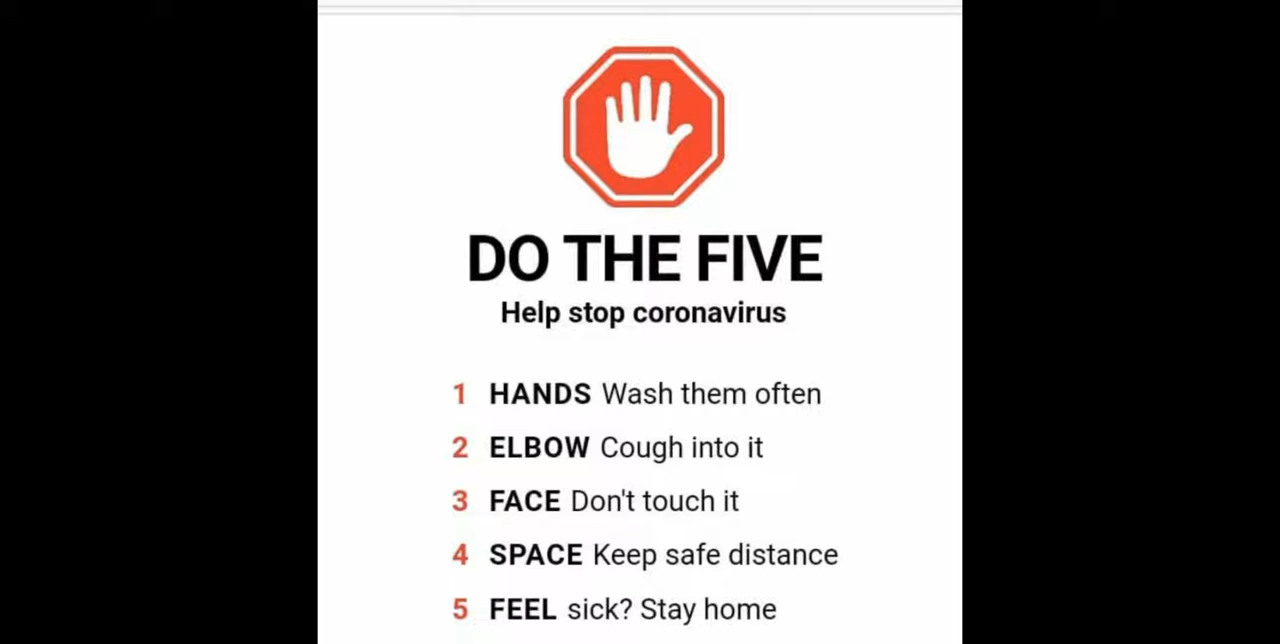 DO THE FIVE
Help stop coronavirus
1 HANDS Wash them often
2 ELBOW Cough into it
3 FACE Don't touch it
4 SPACE Keep safe distance
5 FEEL sick? Stay home